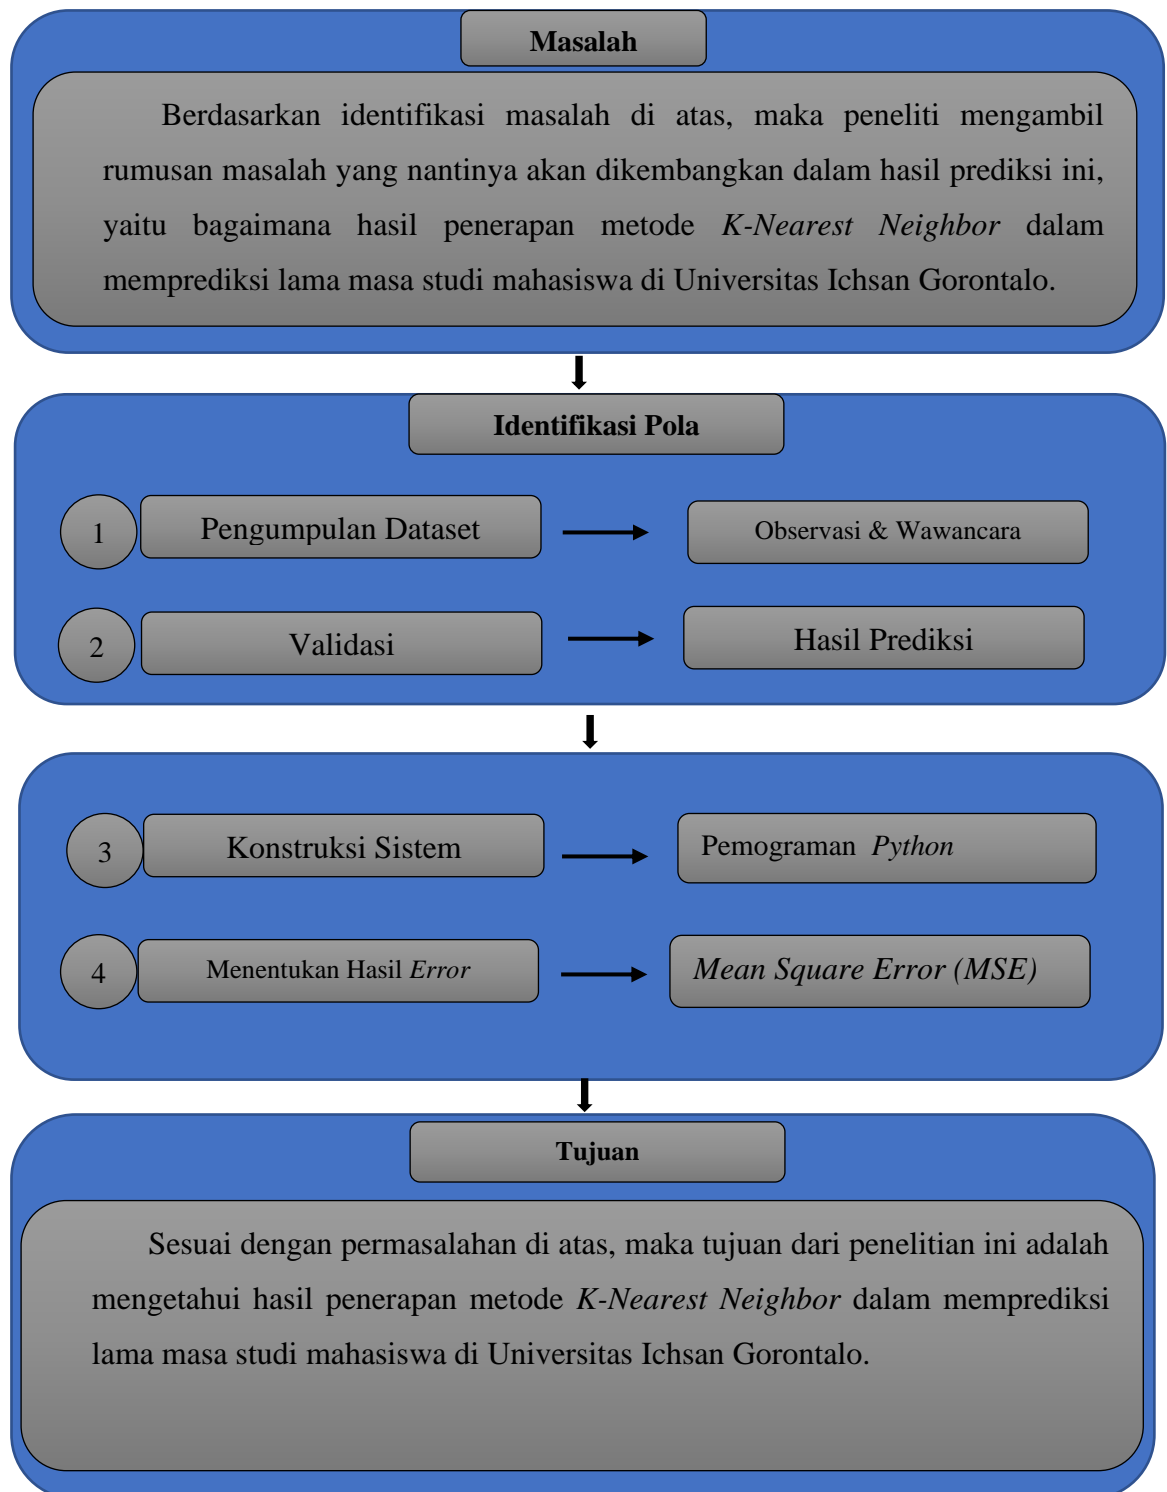 Masalah
Berdasarkan identifikasi masalah di atas, maka peneliti mengambil
rumusan masalah yang nantinya akan dikembangkan dalam hasil prediksi ini,
yaitu bagaimana hasil penerapan metode K-Nearest Neighbor dalam
memprediksi lama masa studi mahasiswa di Universitas Ichsan Gorontalo.
Identifikasi Pola
1 Pengumpulan Dataset Observasi & Wawancara
2 Validasi Hasil Prediksi
3 Konstruksi Sistem Pemograman Python
4 Menentukan Hasil Error Mean Square Error (MSE)
Tujuan
Sesuai dengan permasalahan di atas, maka tujuan dari penelitian ini adalah
mengetahui hasil penerapan metode K-Nearest Neighbor dalam memprediksi
lama masa studi mahasiswa di Universitas Ichsan Gorontalo.